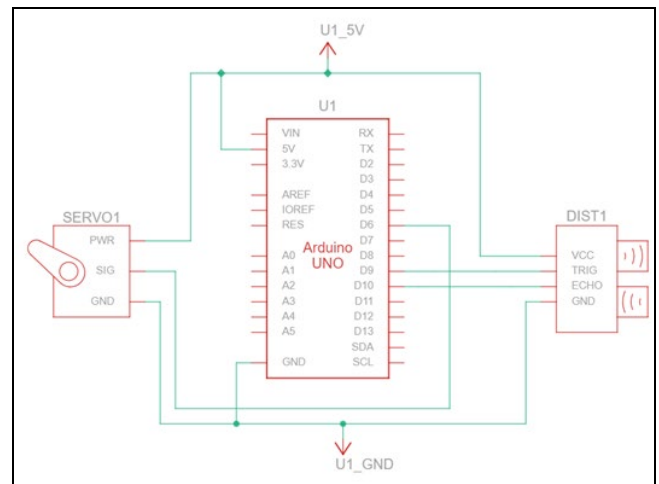 U1_5V
U1
VIN
5V
3.3V
AREF
IOREF
RES
A0
A1
A2
A3
A4
A5
GND
Arduino
UNO
RX
TX
D2
D3
D4
D5
D6
D7
D8
D9
D10
D11
D12
D13
SDA
SCL
SERVO1
PWR
SIG
GND
DIST1
VCC
TRIG
ECHO
GND
U1_GND